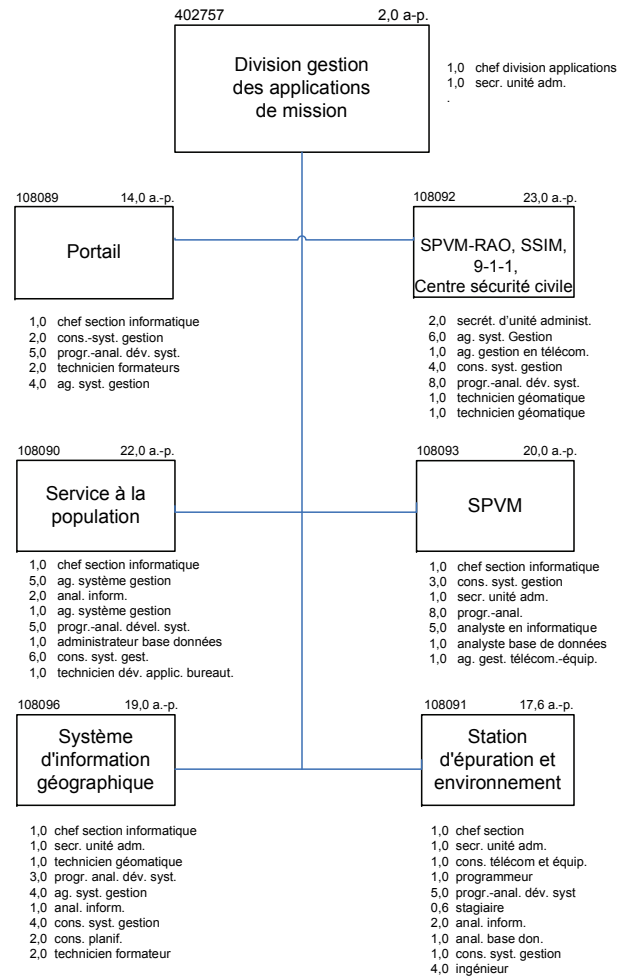 402757 2,0 a-p.
Division gestion
des applications
de mission
1,0 chef division applications
1,0 secr. unité adm.
.
108089 14,0 a.-p.
Portail
1,0 chef section informatique
2,0 cons.-syst. gestion
5,0 progr.-anal. dév. syst.
2,0 technicien formateurs
4,0 ag. syst. gestion
108092 23,0 a.-p.
SPVM-RAO, SSIM,
9-1-1,
Centre sécurité civile
2,0 secrét. d'unité administ.
6,0 ag. syst. Gestion
1,0 ag. gestion en télécom.
4,0 cons. syst. gestion
8,0 progr.-anal. dév. syst.
1,0 technicien géomatique
1,0 technicien géomatique
108090 22,0 a.-p.
Service à la
population
1,0 chef section informatique
5,0 ag. système gestion
2,0 anal. inform.
1,0 ag. système gestion
5,0 progr.-anal. dével. syst.
1,0 administrateur base données
6,0 cons. syst. gest.
1,0 technicien dév. applic. bureaut.
108093 20,0 a.-p.
SPVM
1,0 chef section informatique
3,0 cons. syst. gestion
1,0 secr. unité adm.
8,0 progr.-anal.
5,0 analyste en informatique
1,0 analyste base de données
1,0 ag. gest. télécom.-équip.
108096 19,0 a.-p.
Système
d'information
géographique
1,0 chef section informatique
1,0 secr. unité adm.
1,0 technicien géomatique
3,0 progr. anal. dév. syst.
4,0 ag. syst. gestion
1,0 anal. inform.
4,0 cons. syst. gestion
2,0 cons. planif.
2,0 technicien formateur
108091 17,6 a.-p.
Station
d'épuration et
environnement
1,0 chef section
1,0 secr. unité adm.
1,0 cons. télécom et équip.
1,0 programmeur
5,0 progr.-anal. dév. syst
0,6 stagiaire
2,0 anal. inform.
1,0 anal. base don.
1,0 cons. syst. gestion
4,0 ingénieur